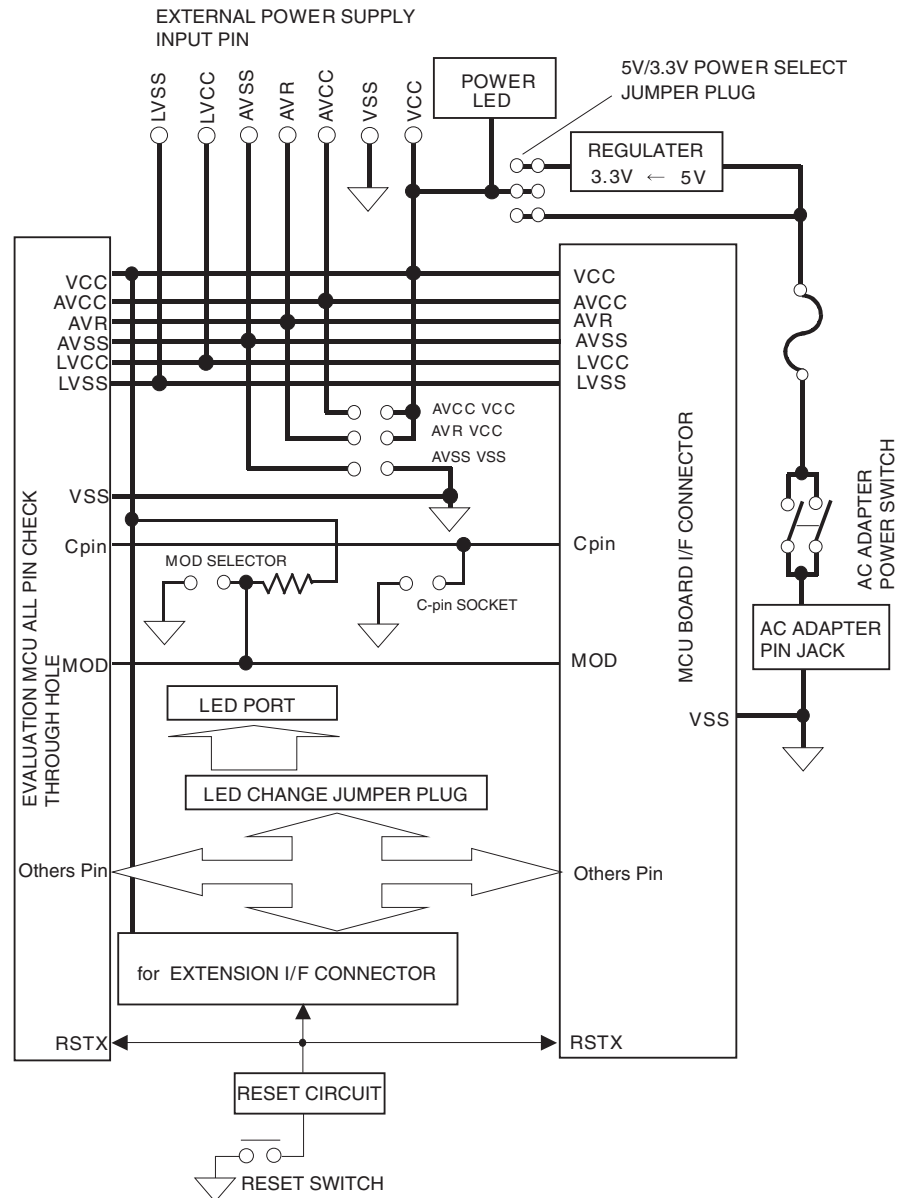 EXTERNAL POWER SUPPLY
INPUT PIN
LVSS
LVCC
AVSS
AVR
AVCC
VSS
VCC
POWER
LED
5V/3.3V POWER SELECT
JUMPER PLUG
REGULATER
3.3V ← 5V
VCC
AVCC
AVR
AVSS
LVCC
LVSS
VCC
AVCC
AVR
AVSS
LVCC
LVSS
AVCC VCC
AVR VCC
AVSS VSS
VSS
Cpin
Cpin
MOD SELECTOR
C-pin SOCKET
MOD
MOD
EVALUATION MCU ALL PIN CHECK
THROUGH HOLE
MCU BOARD I/F CONNECTOR
AC ADAPTER
POWER SWITCH
AC ADAPTER
PIN JACK
VSS
LED PORT
LED CHANGE JUMPER PLUG
Others Pin
Others Pin
for EXTENSION I/F CONNECTOR
RSTX
RSTX
RESET CIRCUIT
RESET SWITCH